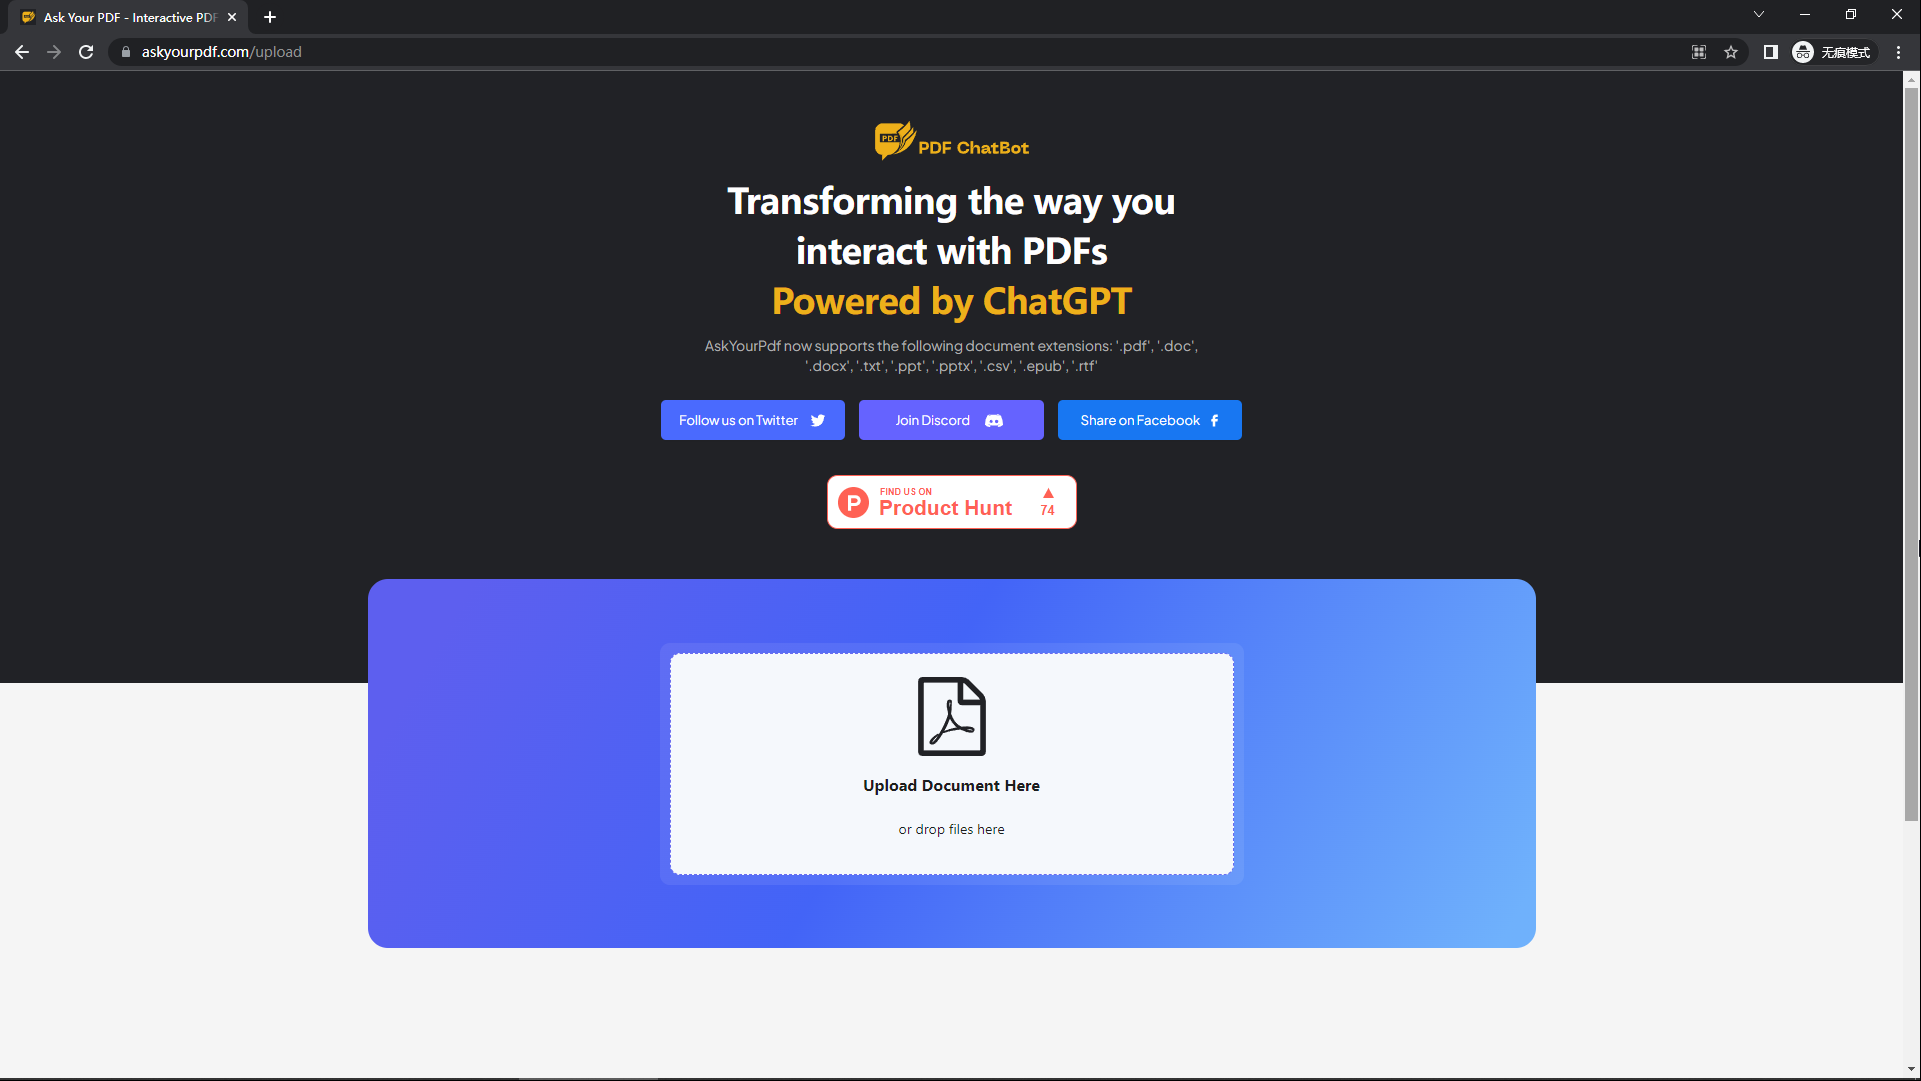 Ask Your PDF - Interactive PDF
askyourpdf.com/upload
无痕模式
PDF
PDF ChatBot
Transforming the way you
interact with PDFs
Powered by ChatGPT
AskYourPdf now supports the following document extensions: '.pdf', '.doc',
'.docx', '.txt', '.ppt', '.pptx', '.csv', '.epub', '.rtf'
Follow us on Twitter
Join Discord
Share on Facebook
P
FIND US ON
Product Hunt
74
Upload Document Here
or drop files here